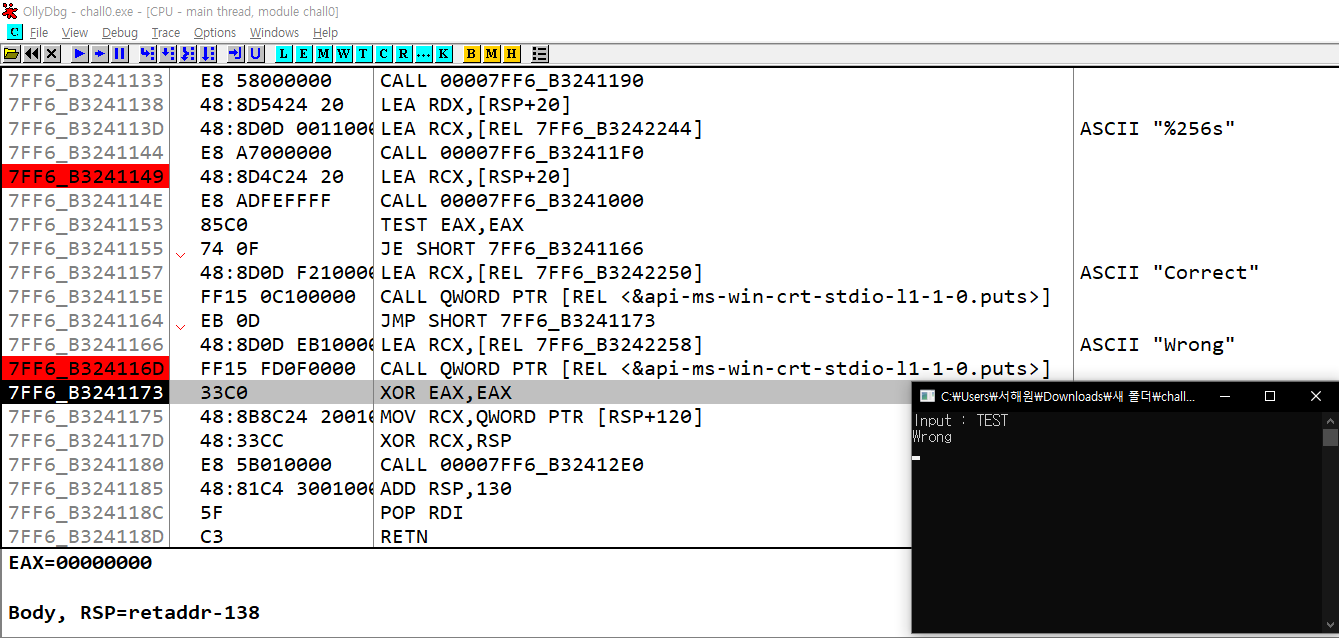 OllyDbg - chall0.exe - [CPU - main thread, module chall0]
C File View Debug Trace Options Windows Help
L E M W T C R ... K B M H
7FF6_B3241133 E8 58000000 CALL 00007FF6_B3241190
7FF6_B3241138 48:8D5424 20 LEA RDX,[RSP+20]
7FF6_B324113D 48:8D0D 0011000 LEA RCX,[REL 7FF6_B3242244] ASCII "%256s"
7FF6_B3241144 E8 A7000000 CALL 00007FF6_B32411F0
7FF6_B3241149 48:8D4C24 20 LEA RCX,[RSP+20]
7FF6_B324114E E8 ADFEFFFF CALL 00007FF6_B3241000
7FF6_B3241153 85C0 TEST EAX,EAX
7FF6_B3241155 74 0F JE SHORT 7FF6_B3241166
7FF6_B3241157 48:8D0D F210000 LEA RCX,[REL 7FF6_B3242250] ASCII "Correct"
7FF6_B324115E FF15 0C100000 CALL QWORD PTR [REL <&api-ms-win-crt-stdio-l1-1-0.puts>]
7FF6_B3241164 EB 0D JMP SHORT 7FF6_B3241173
7FF6_B3241166 48:8D0D EB10000 LEA RCX,[REL 7FF6_B3242258] ASCII "Wrong"
7FF6_B324116D FF15 FD0F0000 CALL QWORD PTR [REL <&api-ms-win-crt-stdio-l1-1-0.puts>]
7FF6_B3241173 33C0 XOR EAX,EAX
7FF6_B3241175 48:8B8C24 20010 MOV RCX,QWORD PTR [RSP+120]
7FF6_B324117D 48:33CC XOR RCX,RSP
7FF6_B3241180 E8 5B010000 CALL 00007FF6_B32412E0
7FF6_B3241185 48:81C4 3001000 ADD RSP,130
7FF6_B324118C 5F POP RDI
7FF6_B324118D C3 RETN
EAX=00000000
Body, RSP=retaddr-138
C:₩Users₩서해원₩Downloads₩새 폴더₩chall...
Input : TEST
Wrong